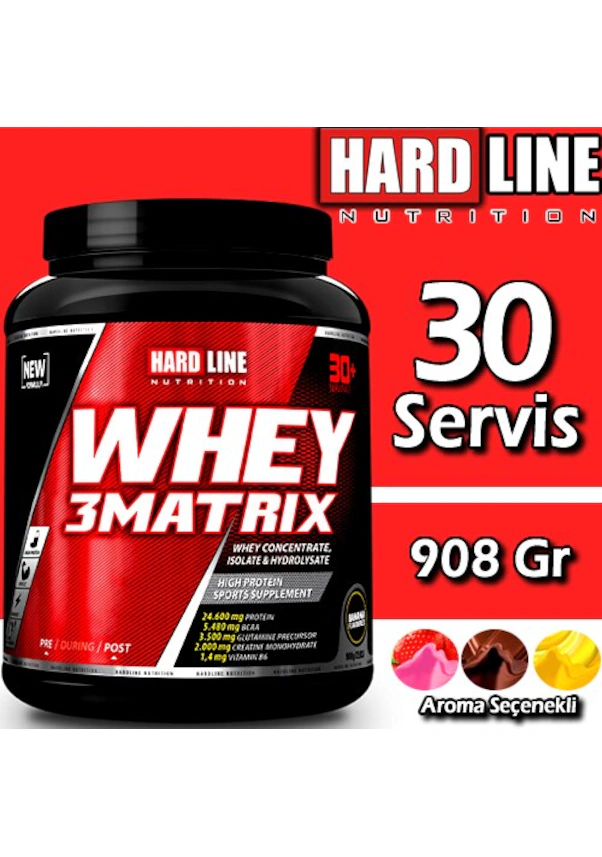 HARD LINE
NUTRITION
30
Servis
908 Gr
Aroma Seçenekli
HARD LINE
NUTRITION
NEW
FORMULA
30+
WHEY
3MATRIX
WHEY CONCENTRATE,
ISOLATE & HYDROLYSATE
HIGH PROTEIN
SPORTS SUPPLEMENT
24.600 mg PROTEIN
5.480 mg BCAA
3.500 mg GLUTAMINE PRECURSOR
2.000 mg CREATINE MONOHYDRATE
1,4 mg VITAMIN B6
BANANA
PRE / DURING / POST
HARDLINE NUTRITION